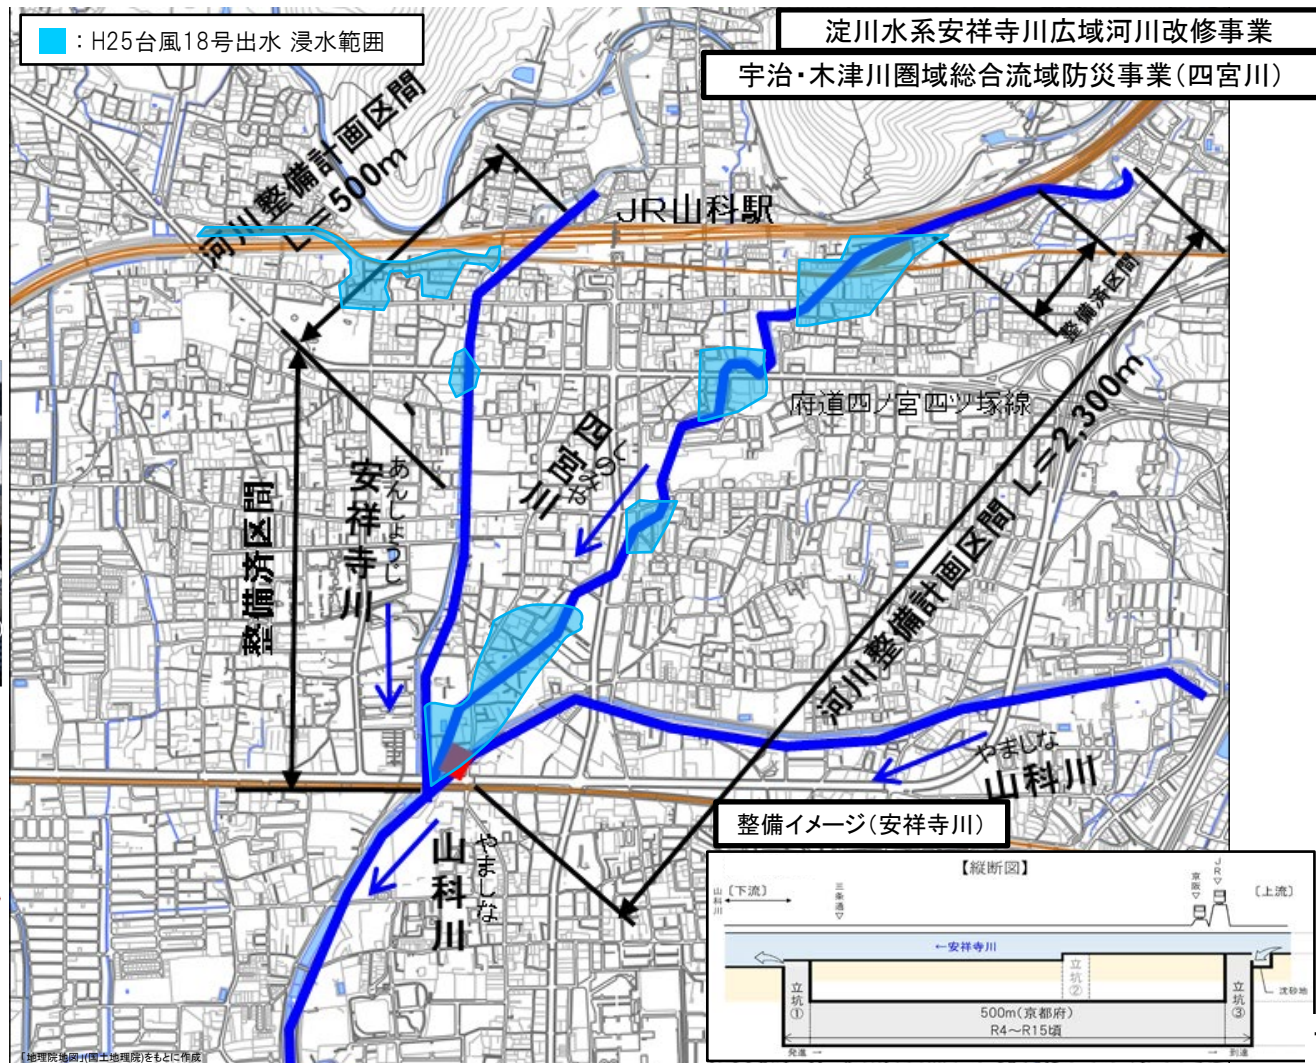 ：H25台風18号出水 浸水範囲
淀川水系安祥寺川広域河川改修事業
宇治・木津川圏域総合流域防災事業（四宮川）
河川整備計画区間
L＝500m
JR山科駅
整備済区間
府道四ノ宮四ツ塚線
河川整備計画区間 L＝2,300m
四宮川
しのみや
安祥寺川
あんしょうじ
整備済区間
やましな
山科川
山科川
やましな
整備イメージ（安祥寺川）
【縦断図】
山科川
〔下流〕
三条通▽
京阪▽
JR▽
〔上流〕
←安祥寺川
立坑①
立坑②
立坑③
沈砂地
500m（京都府）
R4～R15頃
発進→
→到達
「地理院地図」（国土地理院）をもとに作成